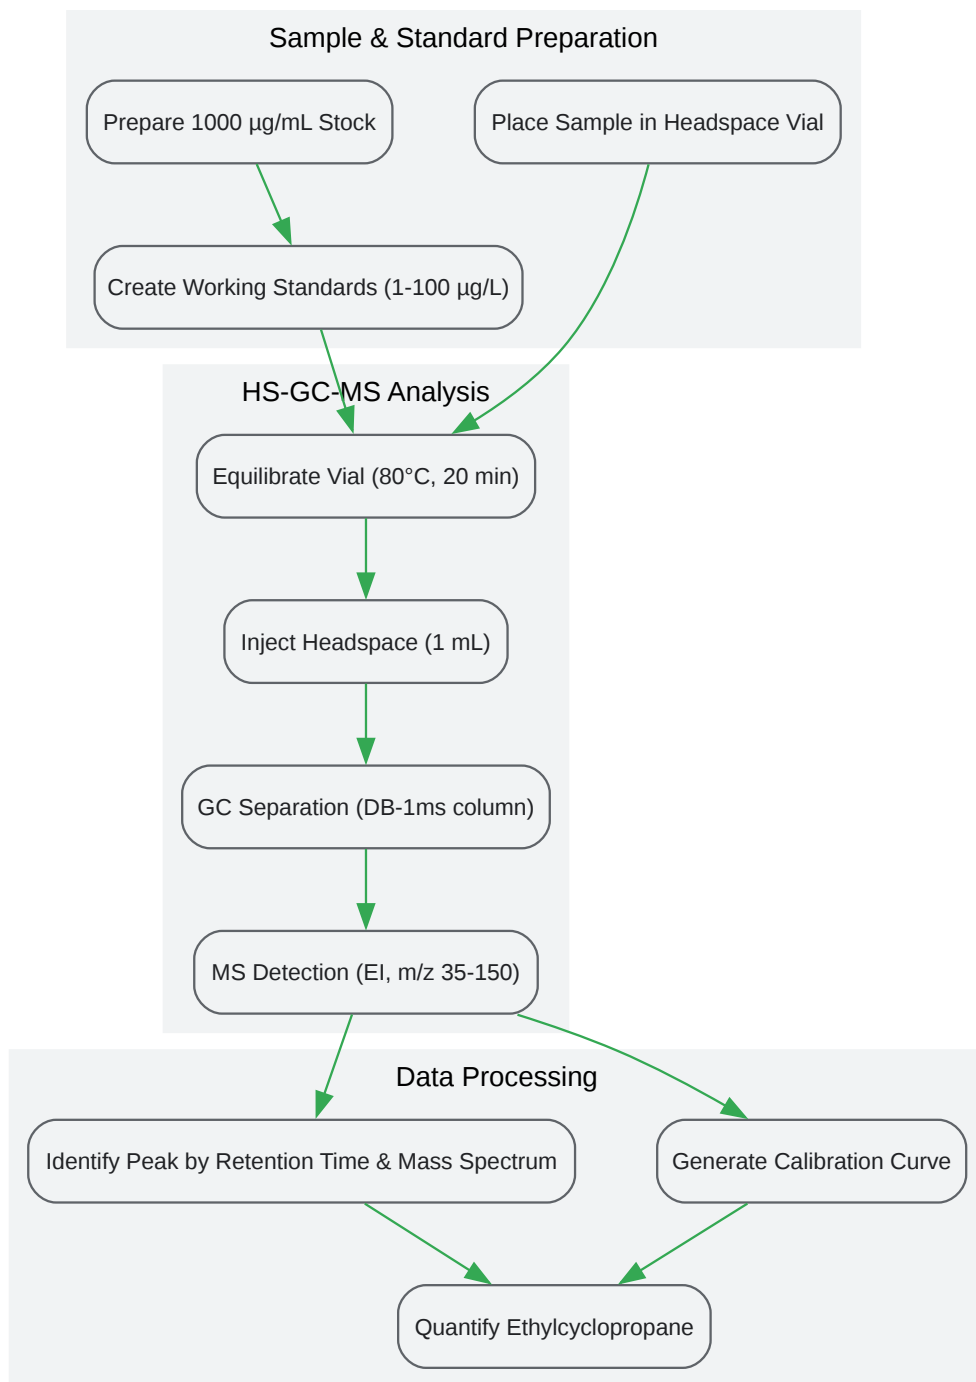 Sample & Standard Preparation
Prepare 1000 µg/mL Stock
Place Sample in Headspace Vial
Create Working Standards (1-100 µg/L)
HS-GC-MS Analysis
Equilibrate Vial (80°C, 20 min)
Inject Headspace (1 mL)
GC Separation (DB-1ms column)
MS Detection (EI, m/z 35-150)
Data Processing
Identify Peak by Retention Time & Mass Spectrum
Generate Calibration Curve
Quantify Ethylcyclopropane